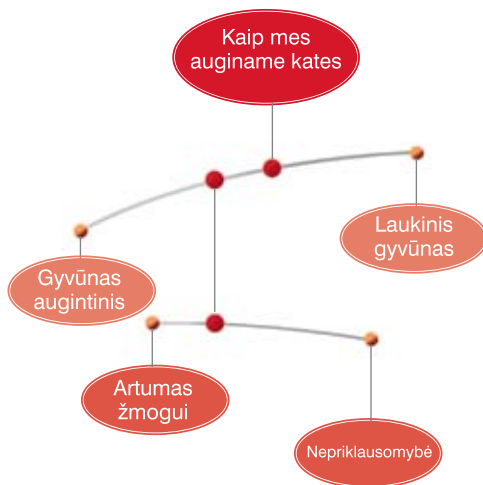 Kaip mes
auginame kates
Laukinis
gyvūnas
Gyvūnas
augintinis
Artumas
žmogui
Nepriklausomybė